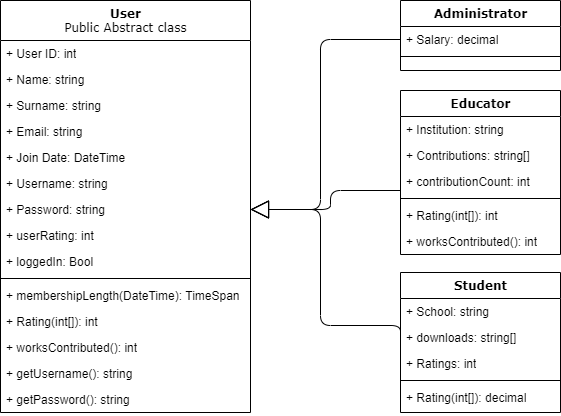 User
Public Abstract class
+ User ID: int
+ Name: string
+ Surname: string
+ Email: string
+ Join Date: DateTime
+ Username: string
+ Password: string
+ userRating: int
+ loggedIn: Bool
+ membershipLength(DateTime): TimeSpan
+ Rating(int[]): int
+ worksContributed(): int
+ getUsername(): string
+ getPassword(): string
Administrator
+ Salary: decimal
Educator
+ Institution: string
+ Contributions: string[]
+ contributionCount: int
+ Rating(int[]): int
+ worksContributed(): int
Student
+ School: string
+ downloads: string[]
+ Ratings: int
+ Rating(int[]): decimal